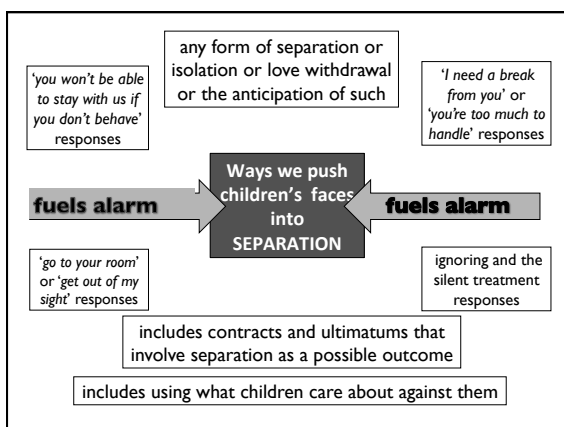 any form of separation or
isolation or love withdrawal
or the anticipation of such
‘you won’t be able
to stay with us if
you don’t behave’
responses
‘I need a break
from you’ or
‘you’re too much to
handle’ responses
Ways we push
children’s faces
into
SEPARATION
fuels alarm
fuels alarm
‘go to your room’
or ‘get out of my
sight’ responses
ignoring and the
silent treatment
responses
includes contracts and ultimatums that
involve separation as a possible outcome
includes using what children care about against them